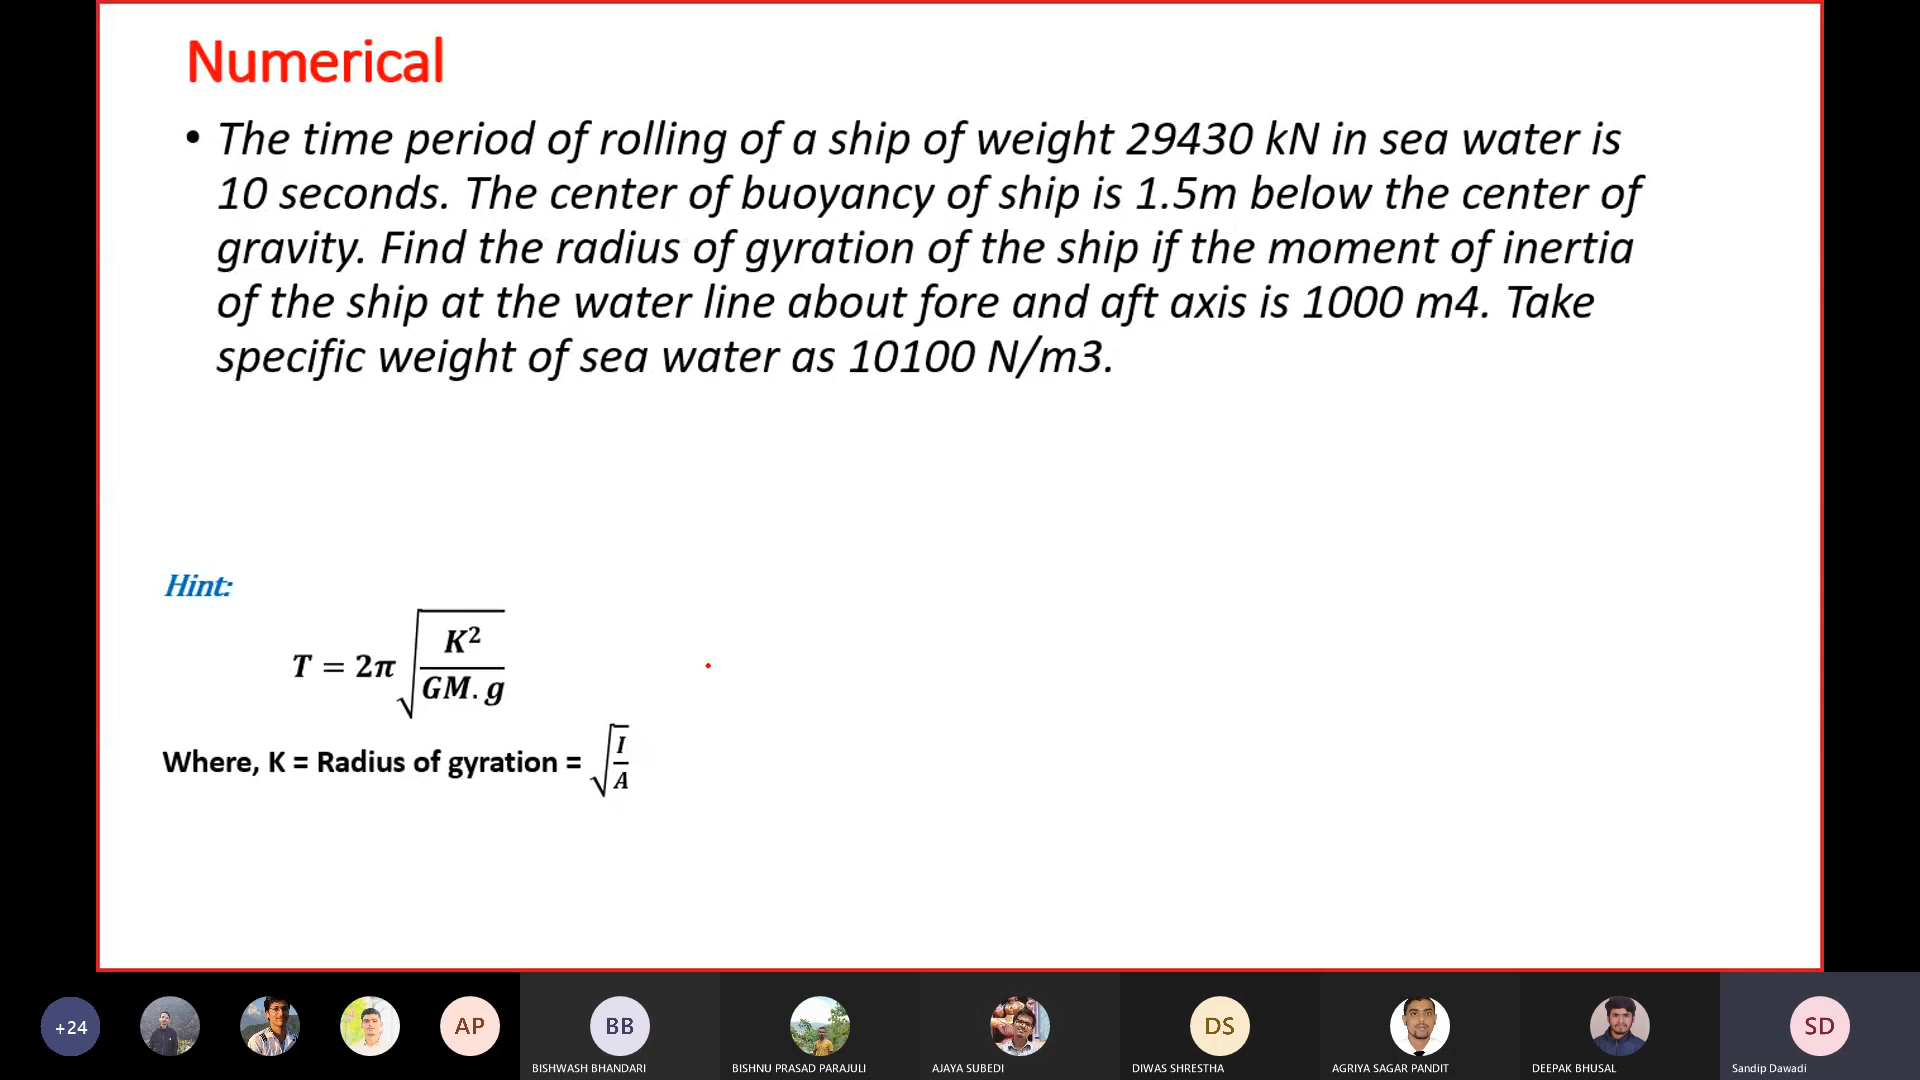 Numerical
• The time period of rolling of a ship of weight 29430 kN in sea water is
10 seconds. The center of buoyancy of ship is 1.5m below the center of
gravity. Find the radius of gyration of the ship if the moment of inertia
of the ship at the water line about fore and aft axis is 1000 m4. Take
specific weight of sea water as 10100 N/m3.
Hint:
T = 2π √(K²/GM.g)
Where, K = Radius of gyration = √(I/A)
+24
AP
BB
DS
SD
BISHWASH BHANDARI
BISHNU PRASAD PARAJULI
AJAYA SUBEDI
DIWAS SHRESTHA
AGRIYA SAGAR PANDIT
DEEPAK BHUSAL
Sandip Dawadi